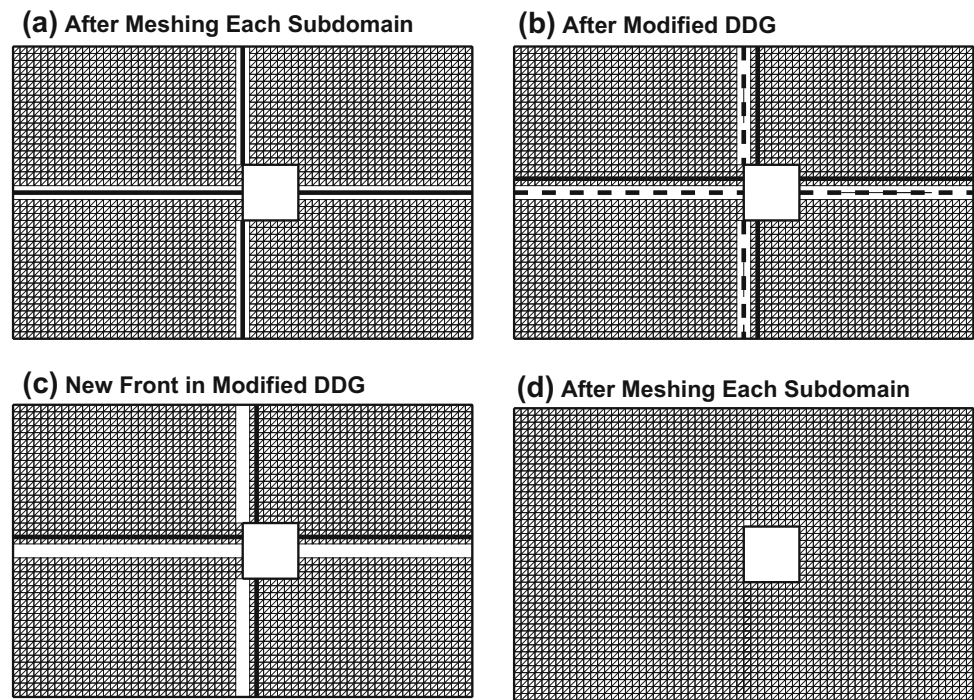 (a) After Meshing Each Subdomain
(b) After Modified DDG
(c) New Front in Modified DDG
(d) After Meshing Each Subdomain